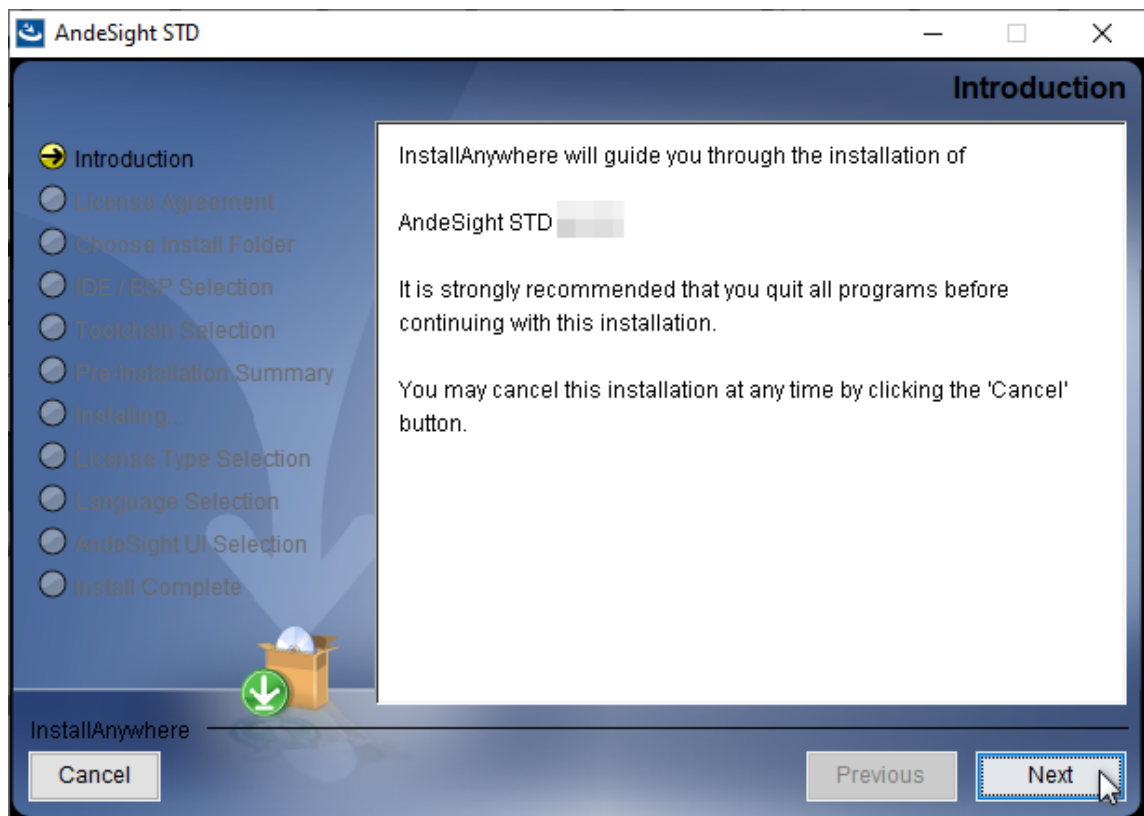 AndeSight STD
Introduction
Introduction
License Agreement
Choose Install Folder
IDE / BSP Selection
Toolchain Selection
Pre-Installation Summary
Installing...
License Type Selection
Language Selection
AndeSight UI Selection
Install Complete
InstallAnywhere will guide you through the installation of
AndeSight STD
It is strongly recommended that you quit all programs before
continuing with this installation.
You may cancel this installation at any time by clicking the 'Cancel'
button.
InstallAnywhere
Cancel
Previous
Next